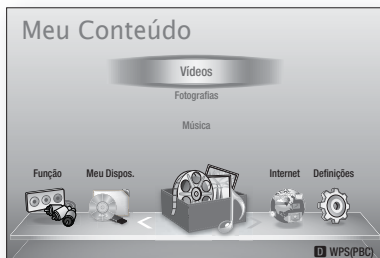 Meu Conteúdo
Vídeos
Fotografias
Música
Função Meu Dispos. Internet Definições
D WPS(PBC)